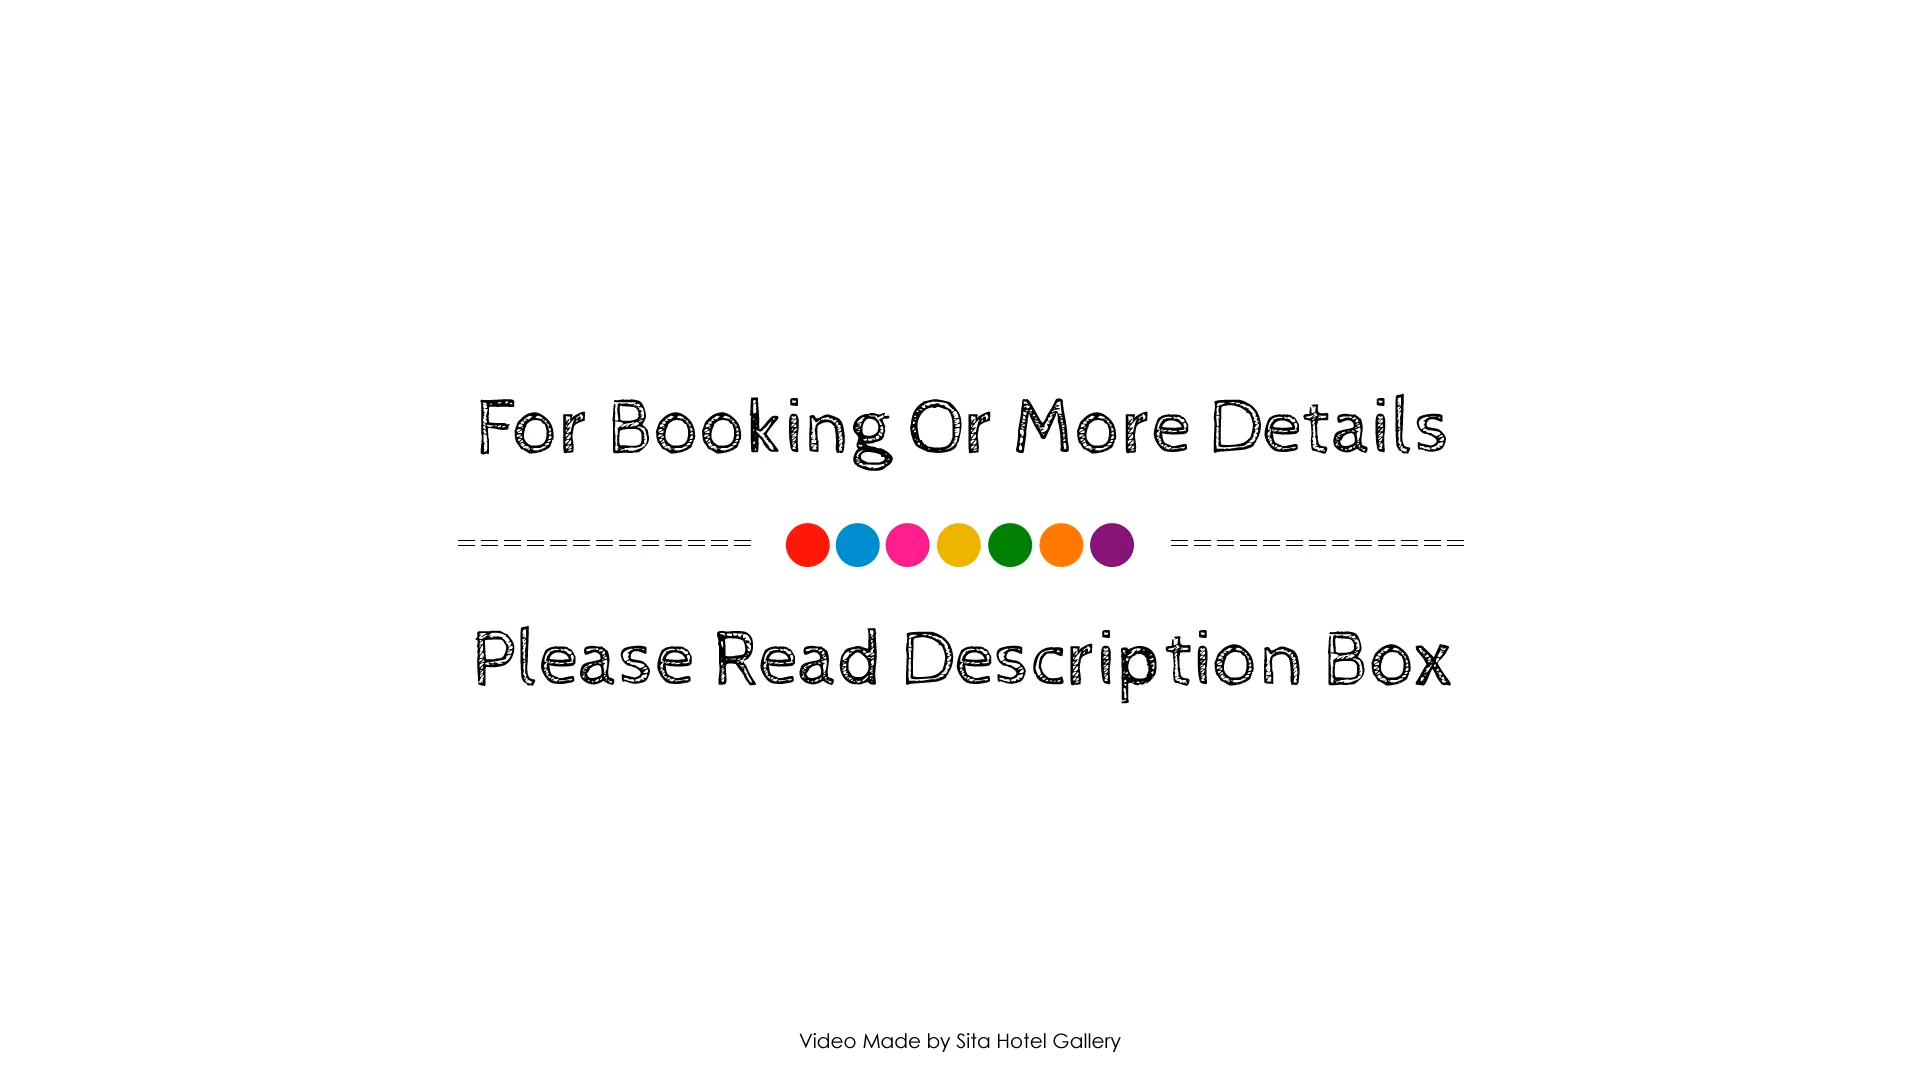 For Booking Or More Details
============= =============
Please Read Description Box
Video Made by Sita Hotel Gallery